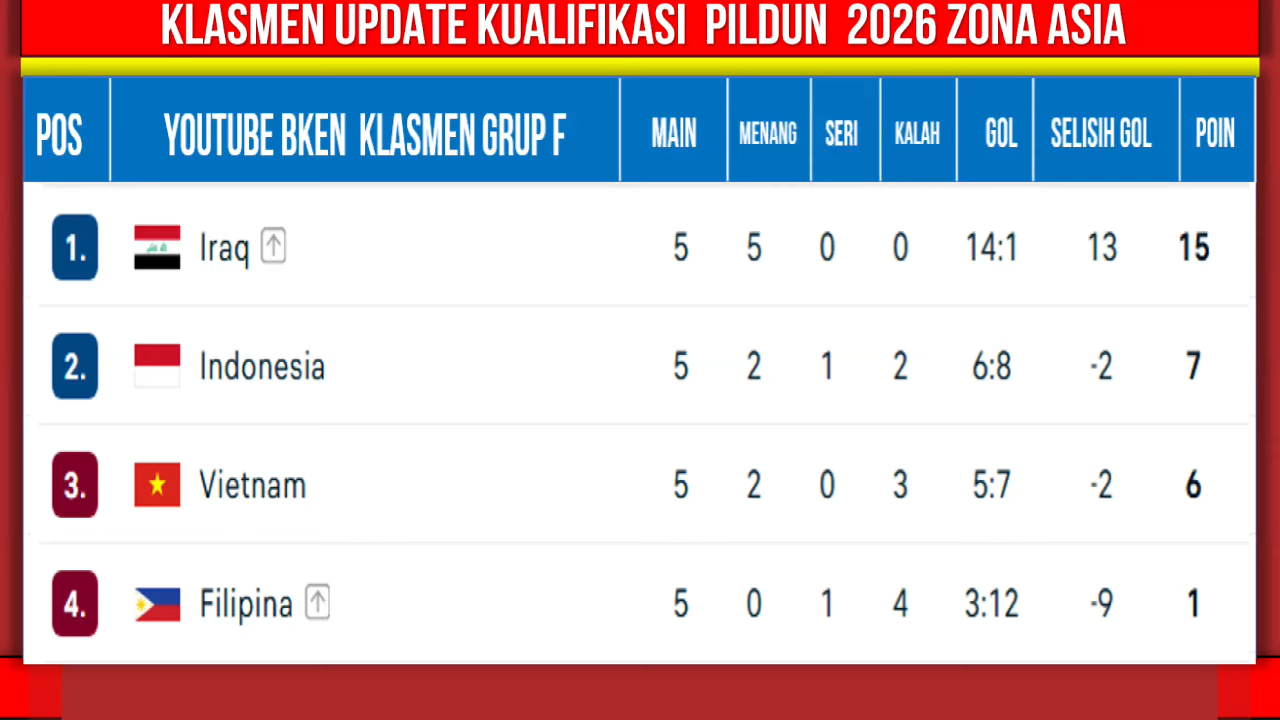 KLASMEN UPDATE KUALIFIKASI PILDUN 2026 ZONA ASIA
POS YOUTUBE BKEN KLASMEN GRUP F MAIN MENANG SERI KALAH GOL SELISIH GOL POIN
1. Iraq 5 5 0 0 14:1 13 15
2. Indonesia 5 2 1 2 6:8 -2 7
3. Vietnam 5 2 0 3 5:7 -2 6
4. Filipina 5 0 1 4 3:12 -9 1